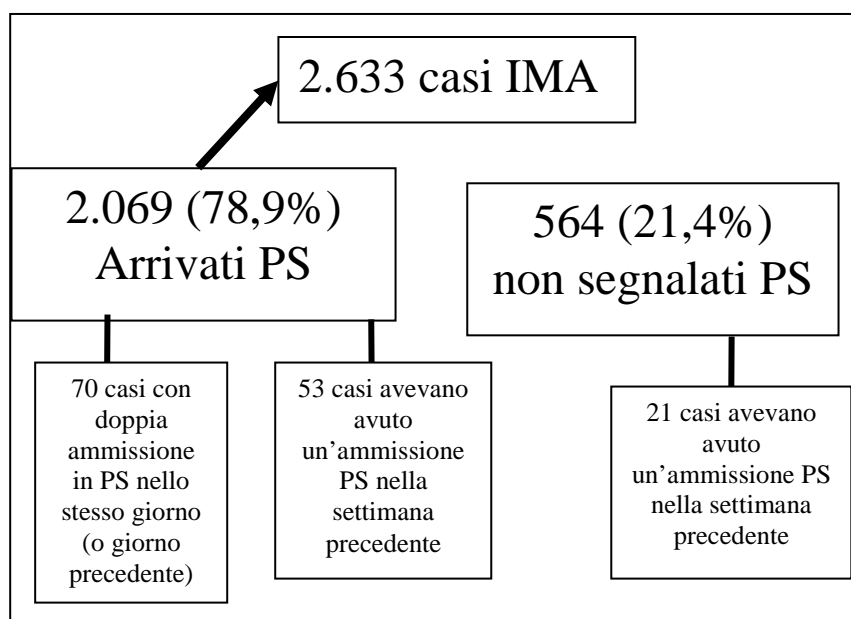 2.633 casi IMA
2.069 (78,9%)
Arrivati PS
564 (21,4%)
non segnalati PS
70 casi con
doppia
ammissione
in PS nello
stesso giorno
(o giorno
precedente)
53 casi avevano
avuto
un’ammissione
PS nella
settimana
precedente
21 casi avevano
avuto
un’ammissione PS
nella settimana
precedente